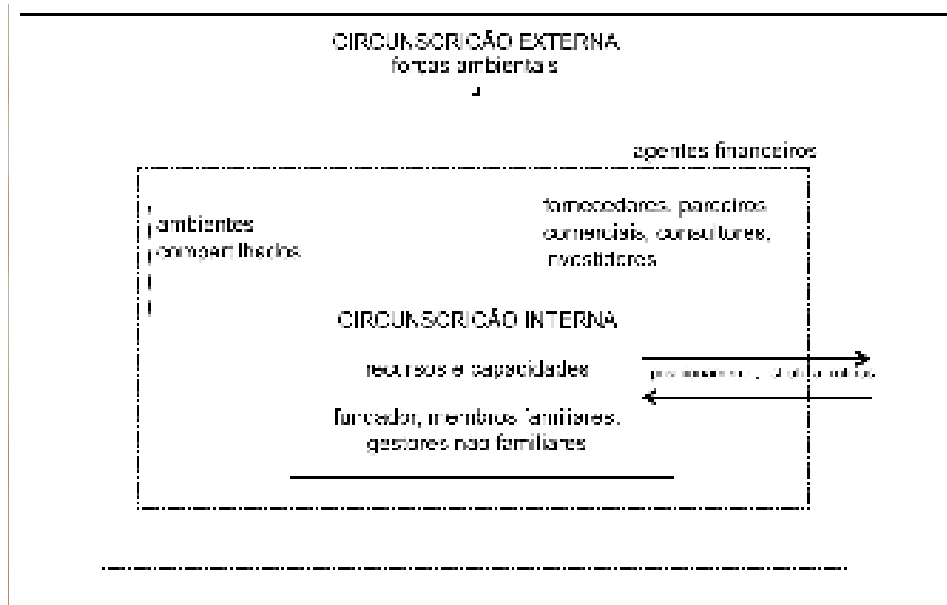 CIRCUNSCRIÇÃO EXTERNA
forças ambientais
agentes financeiros
ambientes
compartilhados
fornecedores, parceiros
comerciais, consultores,
investidores
CIRCUNSCRIÇÃO INTERNA
recursos e capacidades
fundador, membros familiares,
gestores não familiares